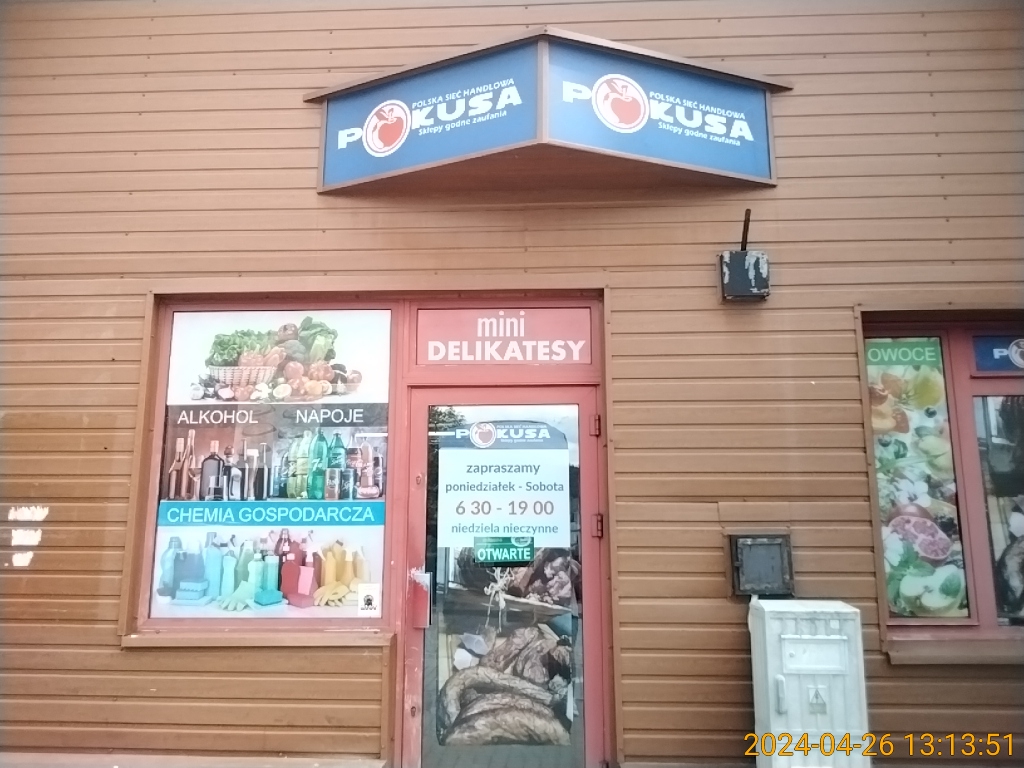 POLSKA SIEĆ HANDLOWA
POKUSA
Sklepy godne zaufania
POLSKA SIEĆ HANDLOWA
POKUSA
Sklepy godne zaufania
mini
DELIKATESY
ALKOHOL NAPOJE
CHEMIA GOSPODARCZA
POKUSA
zapraszamy
poniedziałek - Sobota
6 30 - 19 00
niedziela nieczynne
OTWARTE
OWOCE
2024-04-26 13:13:51